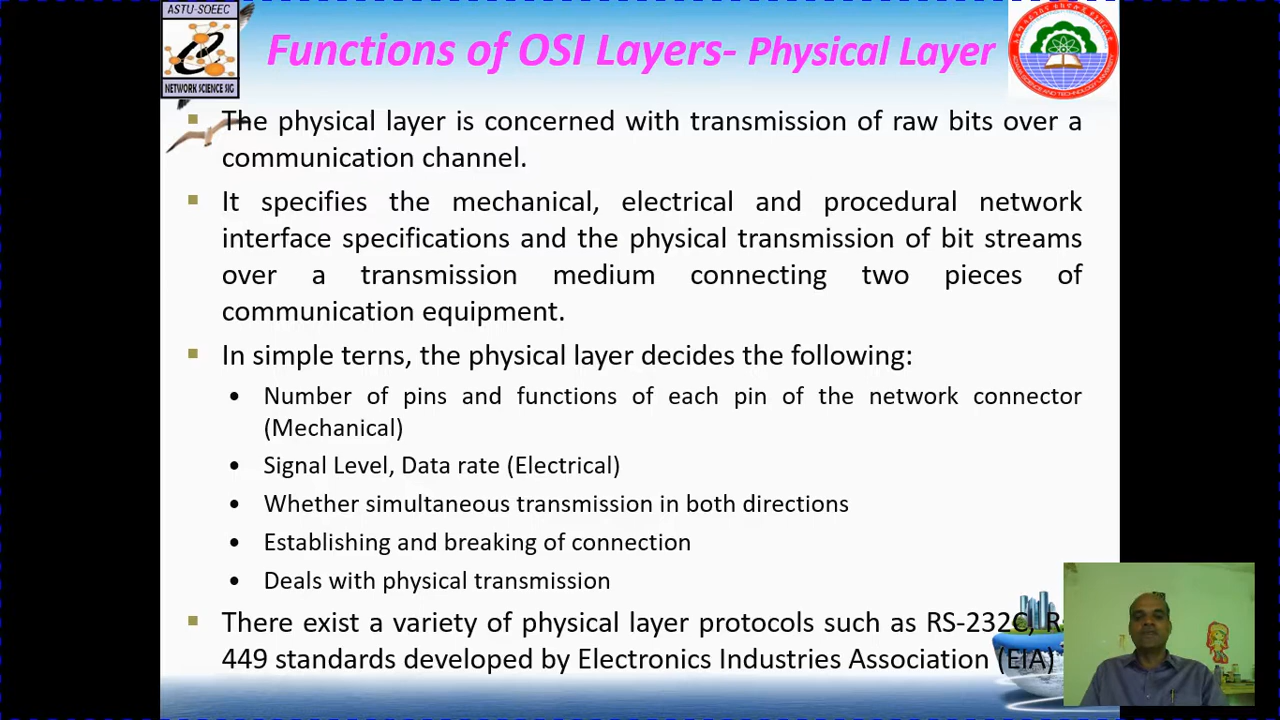 ASTU-SOEEC
NETWORK SCIENCE SIG
Functions of OSI Layers- Physical Layer
The physical layer is concerned with transmission of raw bits over a
communication channel.
It specifies the mechanical, electrical and procedural network
interface specifications and the physical transmission of bit streams
over a transmission medium connecting two pieces of
communication equipment.
In simple terns, the physical layer decides the following:
• Number of pins and functions of each pin of the network connector
(Mechanical)
• Signal Level, Data rate (Electrical)
• Whether simultaneous transmission in both directions
• Establishing and breaking of connection
• Deals with physical transmission
There exist a variety of physical layer protocols such as RS-232C,
449 standards developed by Electronics Industries Association (EIA)